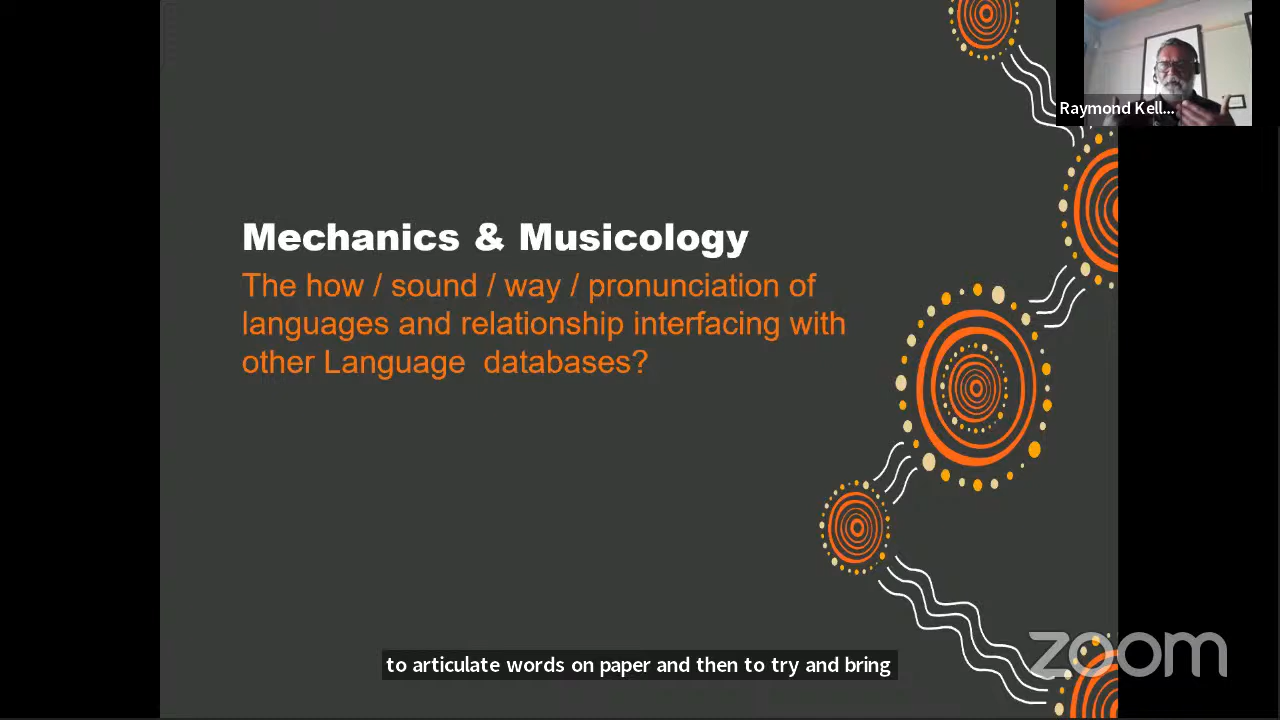 Raymond Kell...
Mechanics & Musicology
The how / sound / way / pronunciation of
languages and relationship interfacing with
other Language databases?
to articulate words on paper and then to try and bring
zoom